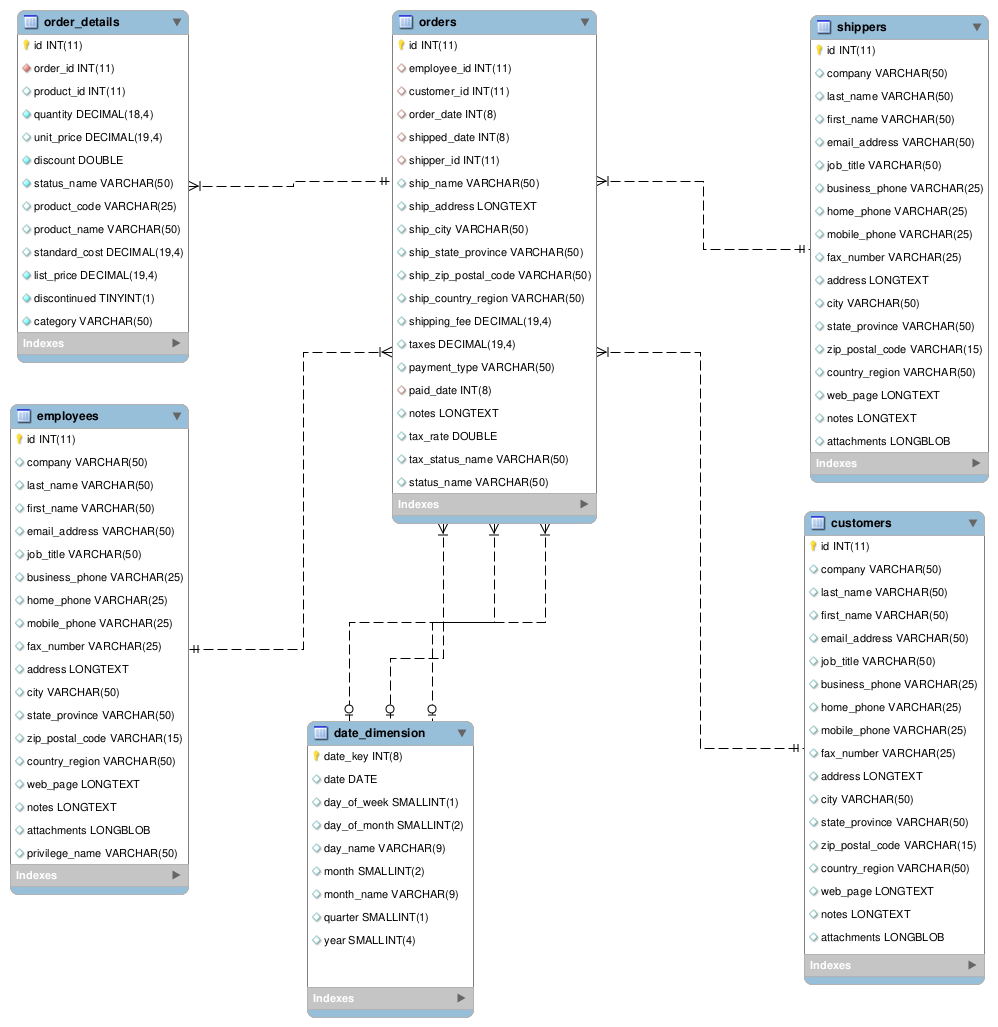 order_details
id INT(11)
order_id INT(11)
product_id INT(11)
quantity DECIMAL(18,4)
unit_price DECIMAL(19,4)
discount DOUBLE
status_name VARCHAR(50)
product_code VARCHAR(25)
product_name VARCHAR(50)
standard_cost DECIMAL(19,4)
list_price DECIMAL(19,4)
discontinued TINYINT(1)
category VARCHAR(50)
Indexes
orders
id INT(11)
employee_id INT(11)
customer_id INT(11)
order_date INT(8)
shipped_date INT(8)
shipper_id INT(11)
ship_name VARCHAR(50)
ship_address LONGTEXT
ship_city VARCHAR(50)
ship_state_province VARCHAR(50)
ship_zip_postal_code VARCHAR(50)
ship_country_region VARCHAR(50)
shipping_fee DECIMAL(19,4)
taxes DECIMAL(19,4)
payment_type VARCHAR(50)
paid_date INT(8)
notes LONGTEXT
tax_rate DOUBLE
tax_status_name VARCHAR(50)
status_name VARCHAR(50)
Indexes
shippers
id INT(11)
company VARCHAR(50)
last_name VARCHAR(50)
first_name VARCHAR(50)
email_address VARCHAR(50)
job_title VARCHAR(50)
business_phone VARCHAR(25)
home_phone VARCHAR(25)
mobile_phone VARCHAR(25)
fax_number VARCHAR(25)
address LONGTEXT
city VARCHAR(50)
state_province VARCHAR(50)
zip_postal_code VARCHAR(15)
country_region VARCHAR(50)
web_page LONGTEXT
notes LONGTEXT
attachments LONGBLOB
Indexes
employees
id INT(11)
company VARCHAR(50)
last_name VARCHAR(50)
first_name VARCHAR(50)
email_address VARCHAR(50)
job_title VARCHAR(50)
business_phone VARCHAR(25)
home_phone VARCHAR(25)
mobile_phone VARCHAR(25)
fax_number VARCHAR(25)
address LONGTEXT
city VARCHAR(50)
state_province VARCHAR(50)
zip_postal_code VARCHAR(15)
country_region VARCHAR(50)
web_page LONGTEXT
notes LONGTEXT
attachments LONGBLOB
privilege_name VARCHAR(50)
Indexes
date_dimension
date_key INT(8)
date DATE
day_of_week SMALLINT(1)
day_of_month SMALLINT(2)
day_name VARCHAR(9)
month SMALLINT(2)
month_name VARCHAR(9)
quarter SMALLINT(1)
year SMALLINT(4)
Indexes
customers
id INT(11)
company VARCHAR(50)
last_name VARCHAR(50)
first_name VARCHAR(50)
email_address VARCHAR(50)
job_title VARCHAR(50)
business_phone VARCHAR(25)
home_phone VARCHAR(25)
mobile_phone VARCHAR(25)
fax_number VARCHAR(25)
address LONGTEXT
city VARCHAR(50)
state_province VARCHAR(50)
zip_postal_code VARCHAR(15)
country_region VARCHAR(50)
web_page LONGTEXT
notes LONGTEXT
attachments LONGBLOB
Indexes